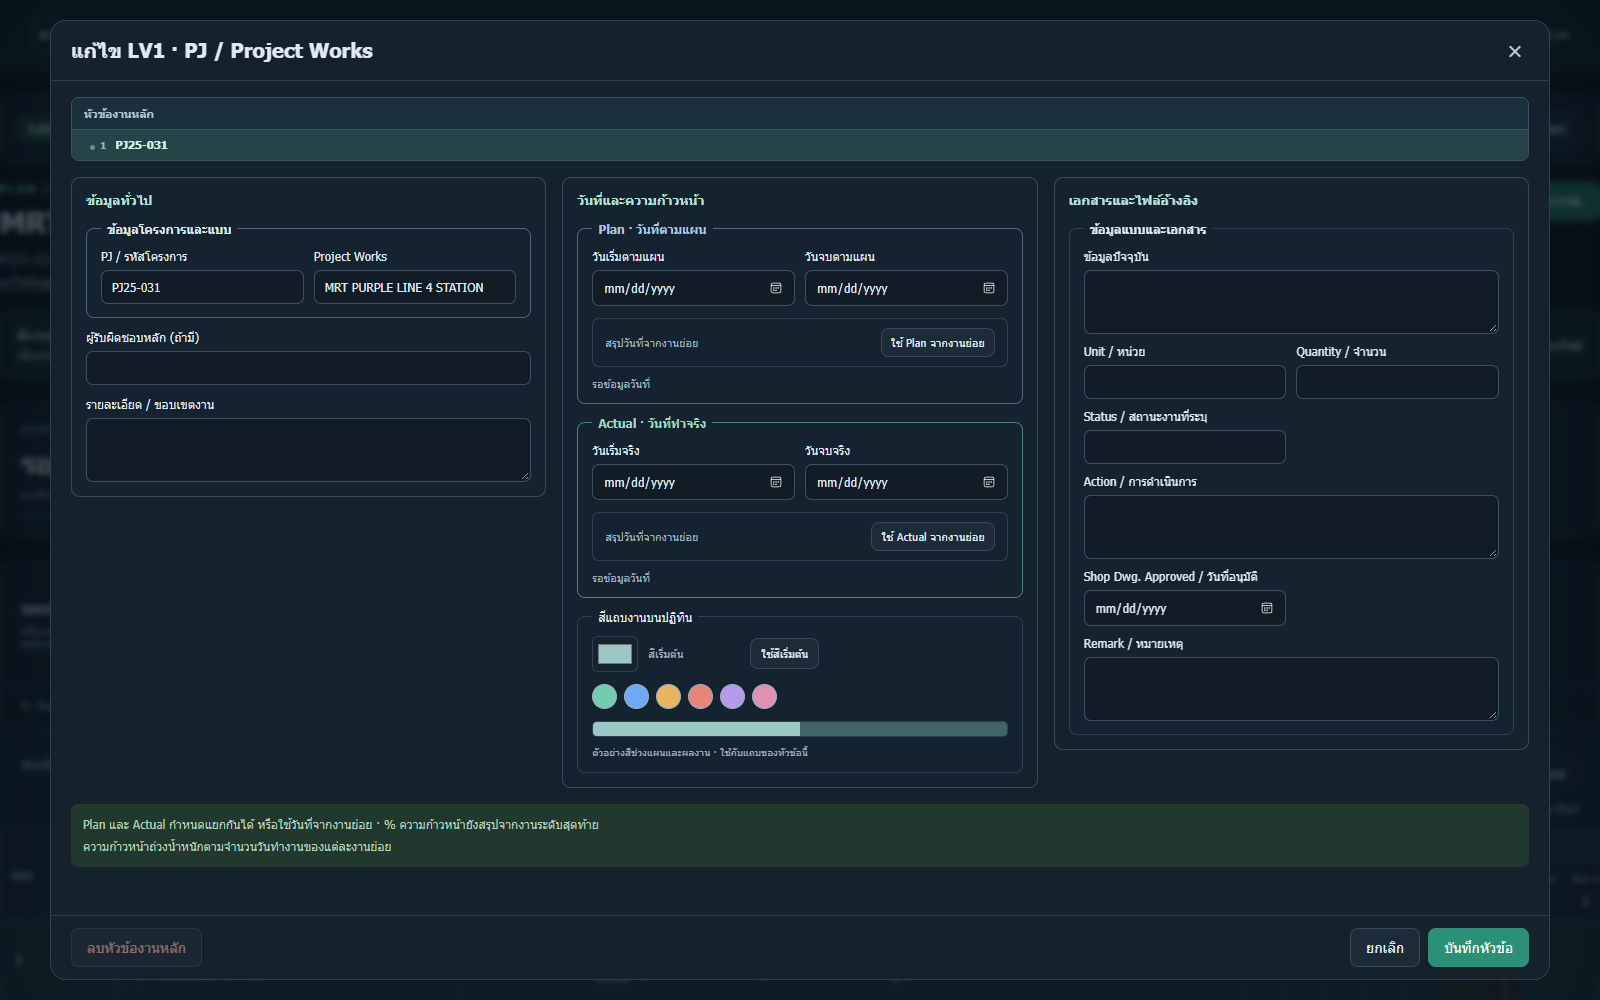 แก้ไข LV1 · PJ / Project Works
×
หัวข้องานหลัก
1 PJ25-031
ข้อมูลทั่วไป
ข้อมูลโครงการและแบบ
PJ / รหัสโครงการ
Project Works
PJ25-031
MRT PURPLE LINE 4 STATION
ผู้รับผิดชอบหลัก (ถ้ามี)
รายละเอียด / ขอบเขตงาน
วันที่และความก้าวหน้า
Plan · วันที่ตามแผน
วันเริ่มตามแผน
วันจบตามแผน
mm/dd/yyyy
mm/dd/yyyy
สรุปวันที่จากงานย่อย
ใช้ Plan จากงานย่อย
รอข้อมูลวันที่
Actual · วันที่ทำจริง
วันเริ่มจริง
วันจบจริง
mm/dd/yyyy
mm/dd/yyyy
สรุปวันที่จากงานย่อย
ใช้ Actual จากงานย่อย
รอข้อมูลวันที่
สีแถบงานบนปฏิทิน
สีเริ่มต้น
ใช้สีเริ่มต้น
ตัวอย่างสีช่วงแผนและผลงาน · ใช้กับแถบของหัวข้อนี้
เอกสารและไฟล์อ้างอิง
ข้อมูลแบบและเอกสาร
ข้อมูลปัจจุบัน
Unit / หน่วย
Quantity / จำนวน
Status / สถานะงานที่ระบุ
Action / การดำเนินการ
Shop Dwg. Approved / วันที่อนุมัติ
mm/dd/yyyy
Remark / หมายเหตุ
Plan และ Actual กำหนดแยกกันได้ หรือใช้วันที่จากงานย่อย · % ความก้าวหน้ายังสรุปจากงานระดับสุดท้าย
ความก้าวหน้าถ่วงน้ำหนักตามจำนวนวันทำงานของแต่ละงานย่อย
ลบหัวข้องานหลัก
ยกเลิก
บันทึกหัวข้อ